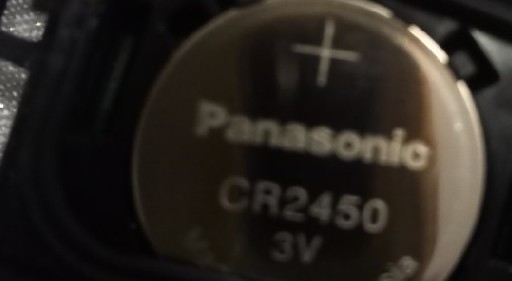 +
Panasonic
CR2450
3V